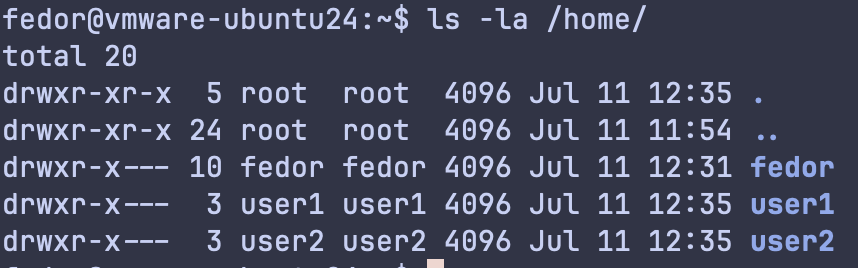 fedor@vmware-ubuntu24:~$ ls -la /home/
total 20
drwxr-xr-x  5 root  root  4096 Jul 11 12:35 .
drwxr-xr-x 24 root  root  4096 Jul 11 11:54 ..
drwxr-x--- 10 fedor fedor 4096 Jul 11 12:31 fedor
drwxr-x---  3 user1 user1 4096 Jul 11 12:35 user1
drwxr-x---  3 user2 user2 4096 Jul 11 12:35 user2